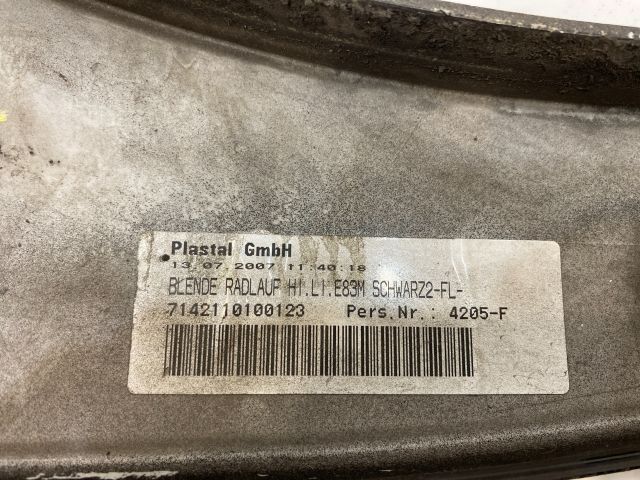 Plastal GmbH
13.07.2007 11:40:18
BLENDE RADLAUF HI.LI.E83M SCHWARZ2-FL-
7142110100123 Pers.Nr.: 4205-F